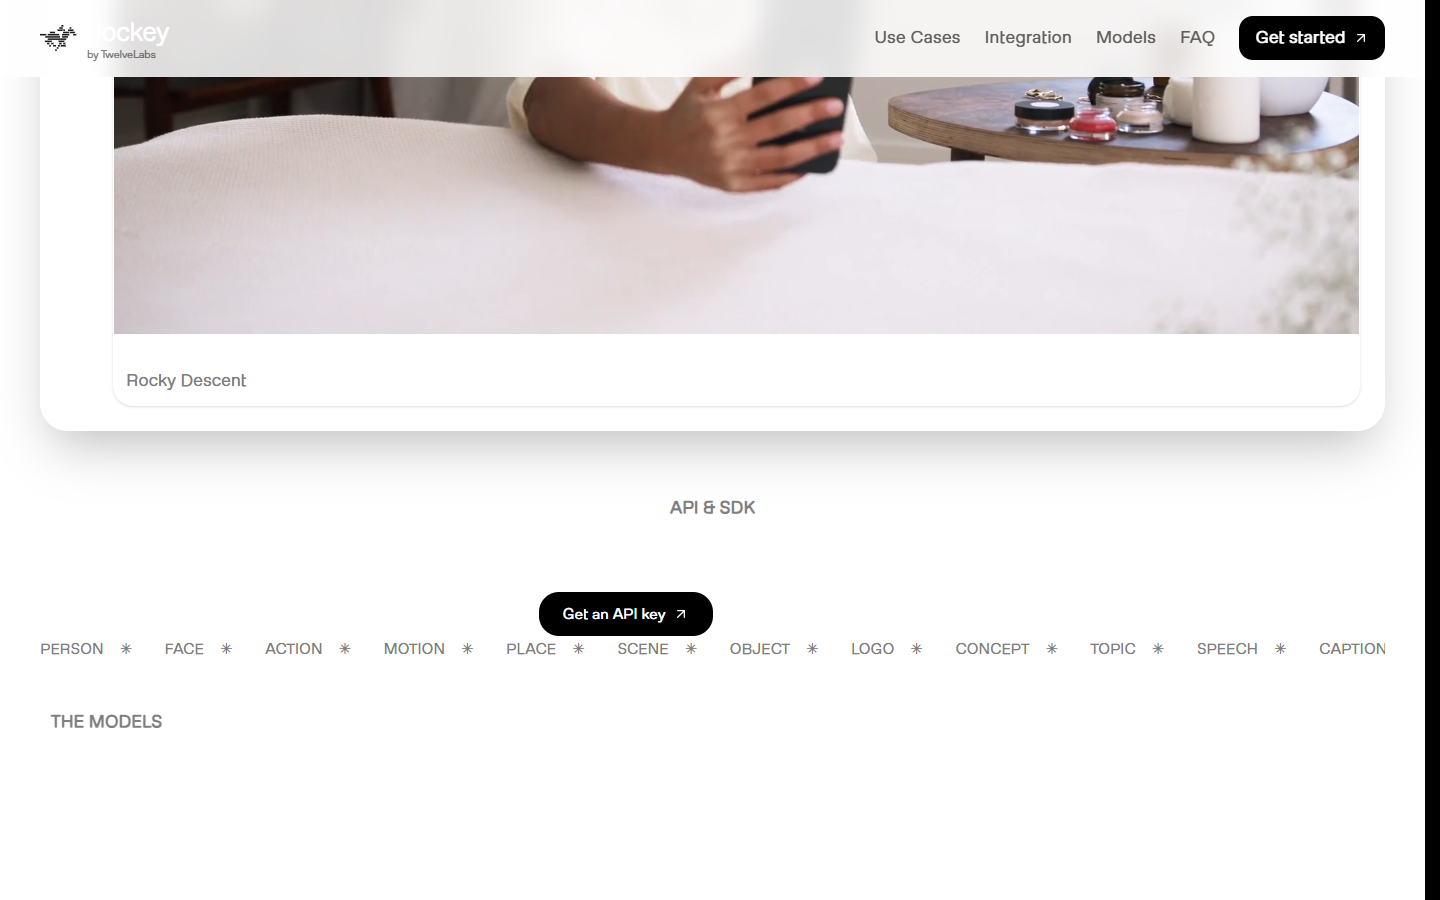 Jockey
by TwelveLabs
Use Cases
Integration
Models
FAQ
Get started
Rocky Descent
API & SDK
Get an API key
PERSON ✳ FACE ✳ ACTION ✳ MOTION ✳ PLACE ✳ SCENE ✳ OBJECT ✳ LOGO ✳ CONCEPT ✳ TOPIC ✳ SPEECH ✳ CAPTION
THE MODELS